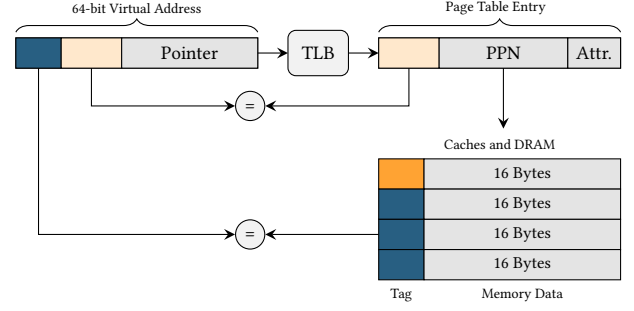 64-bit Virtual Address
Page Table Entry
Pointer
TLB
PPN
Attr.
=
Caches and DRAM
16 Bytes
16 Bytes
=
16 Bytes
16 Bytes
Tag
Memory Data